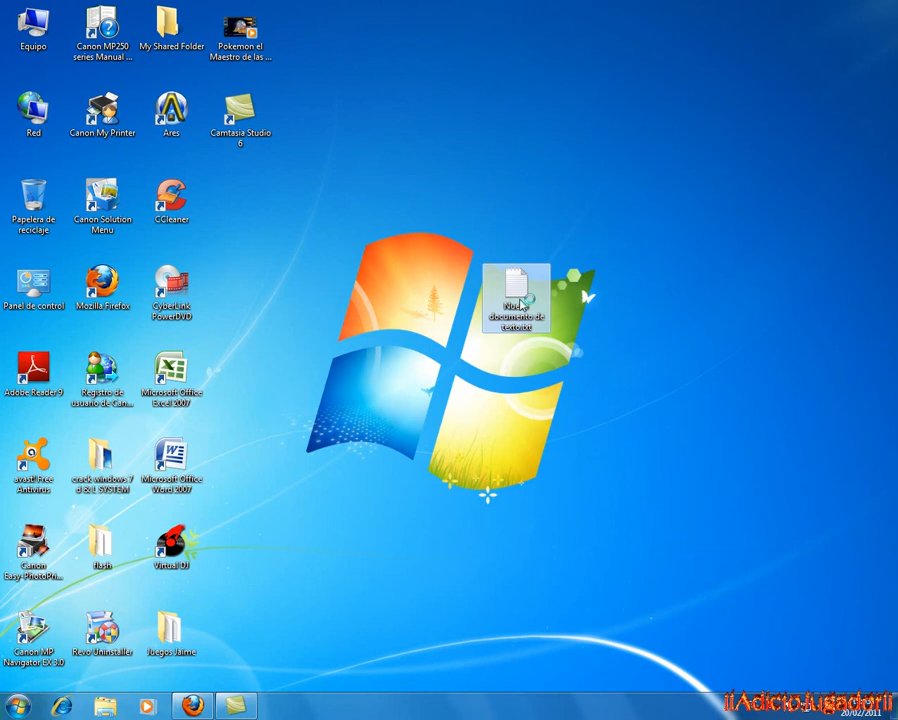 Equipo
Canon MP250
series Manual ...
My Shared Folder
Pokemon el
Maestro de las ...
Red
Canon My Printer
Ares
Camtasia Studio
6
Papelera de
reciclaje
Canon Solution
Menu
CCleaner
Panel de control
Mozilla Firefox
CyberLink
PowerDVD
Nuevo
documento de
texto.txt
Adobe Reader 9
Registro de
usuario de Can...
Microsoft Office
Excel 2007
avast! Free
Antivirus
crack windows 7
d & L SYSTEM
Microsoft Office
Word 2007
Canon
Easy-PhotoPri...
flash
Virtual DJ
Canon MP
Navigator EX 3.0
Revo Uninstaller
Juegos Jaime
iiAdictoJugadorii
20/02/2011